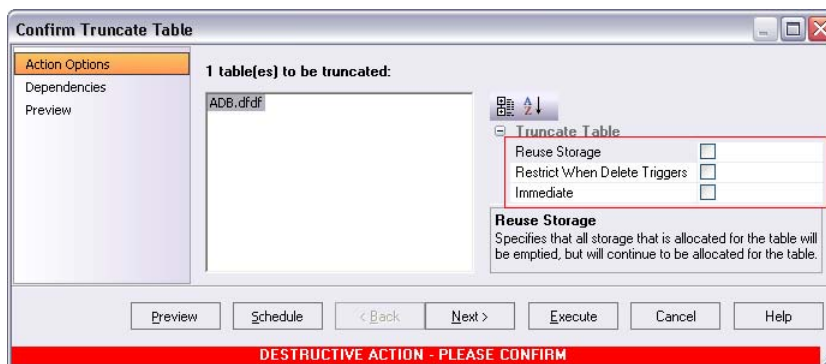 Confirm Truncate Table
Action Options
Dependencies
Preview
1 table(es) to be truncated:
ADB.dfdf
Truncate Table
Reuse Storage
Restrict When Delete Triggers
Immediate
Reuse Storage
Specifies that all storage that is allocated for the table will
be emptied, but will continue to be allocated for the table.
Preview
Schedule
< Back
Next >
Execute
Cancel
Help
DESTRUCTIVE ACTION - PLEASE CONFIRM